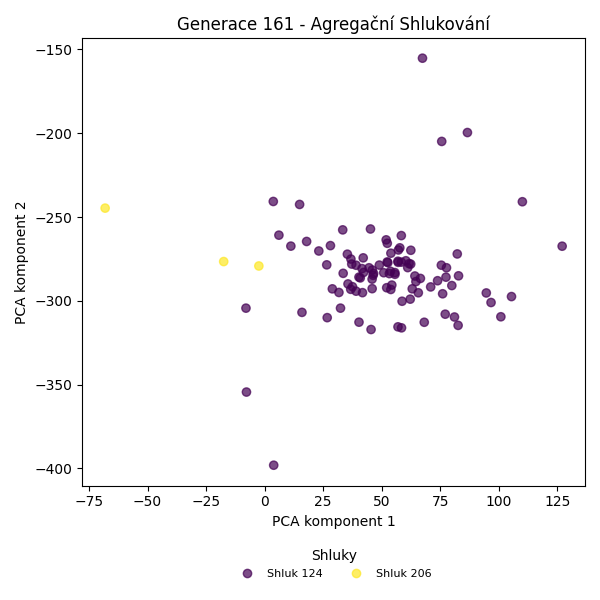 Generace 161 - Agregační Shlukování
PCA komponent 2
−150
−200
−250
−300
−350
−400
−75
−50
−25
0
25
50
75
100
125
PCA komponent 1
Shluky
Shluk 124
Shluk 206